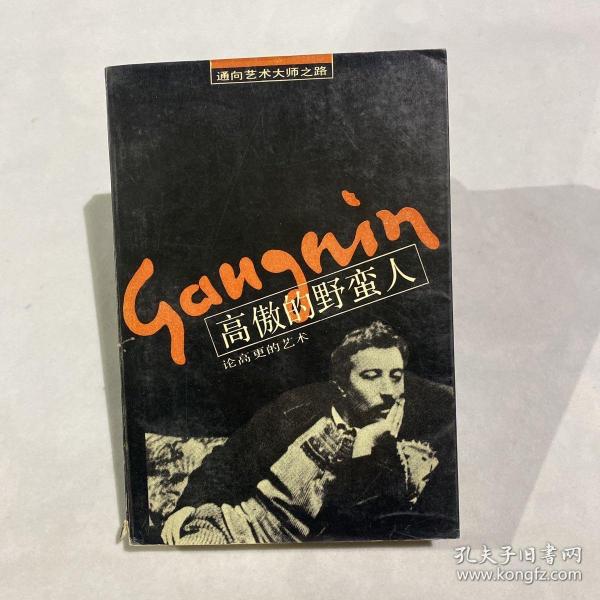 通向艺术大师之路
Gaugnin
高傲的野蛮人
论高更的艺术
孔夫子旧书网
www.kongfz.com